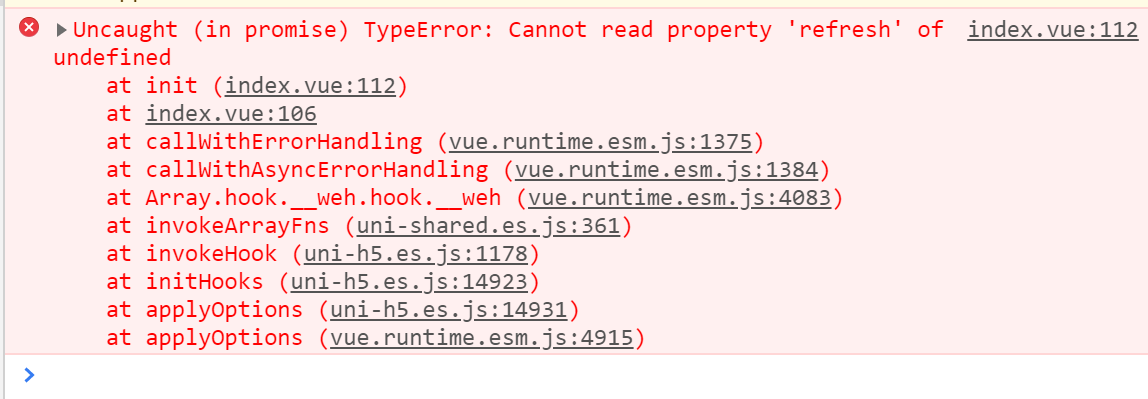 Uncaught (in promise) TypeError: Cannot read property 'refresh' of index.vue:112
undefined
at init (index.vue:112)
at index.vue:106
at callWithErrorHandling (vue.runtime.esm.js:1375)
at callWithAsyncErrorHandling (vue.runtime.esm.js:1384)
at Array.hook.__weh.hook.__weh (vue.runtime.esm.js:4083)
at invokeArrayFns (uni-shared.es.js:361)
at invokeHook (uni-h5.es.js:1178)
at initHooks (uni-h5.es.js:14923)
at applyOptions (uni-h5.es.js:14931)
at applyOptions (vue.runtime.esm.js:4915)